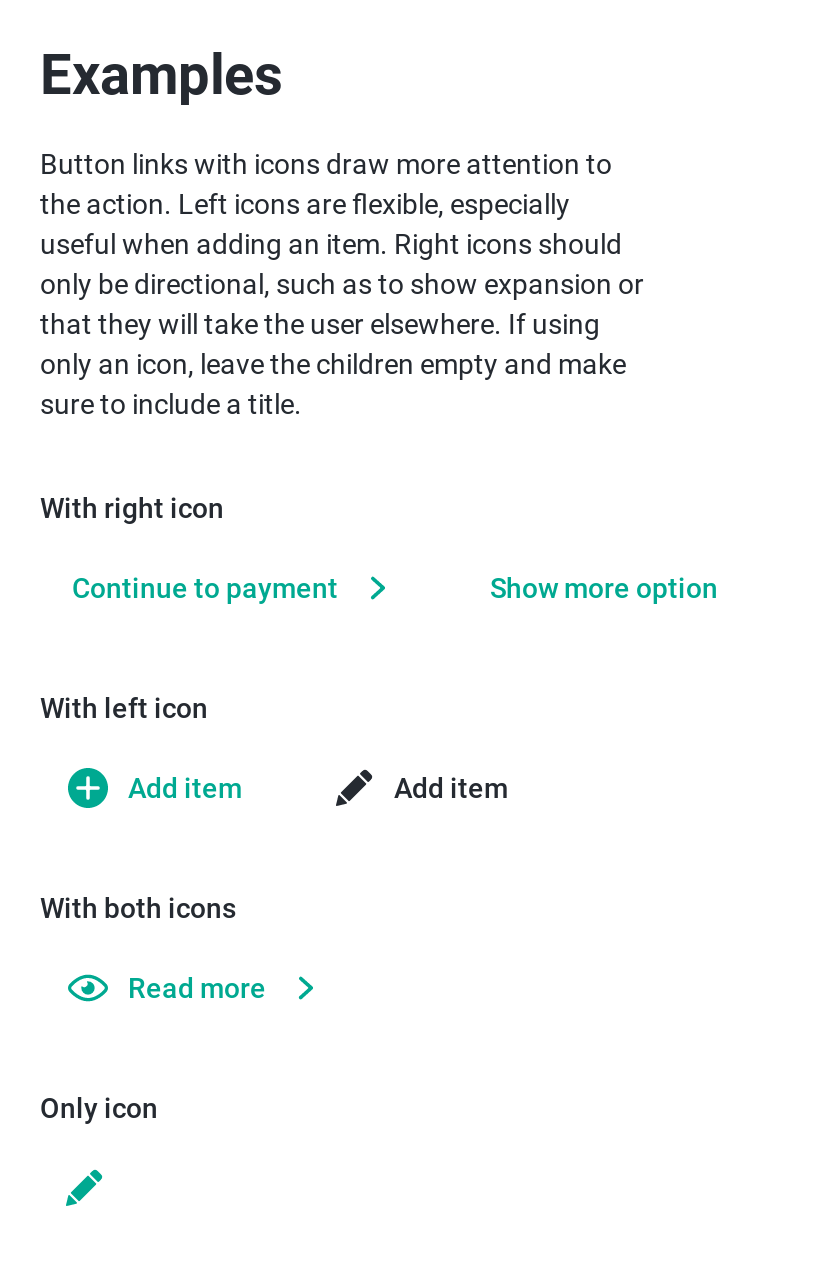 Examples
Button links with icons draw more attention to
the action. Left icons are flexible, especially
useful when adding an item. Right icons should
only be directional, such as to show expansion or
that they will take the user elsewhere. If using
only an icon, leave the children empty and make
sure to include a title.
With right icon
Continue to payment Show more option
With left icon
Add item Add item
With both icons
Read more
Only icon